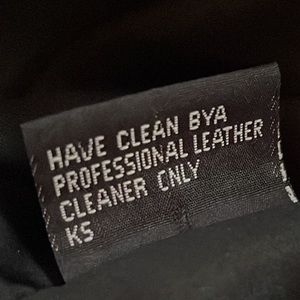 HAVE CLEAN BYA
PROFESSIONAL LEATHER
CLEANER CNLY
KS